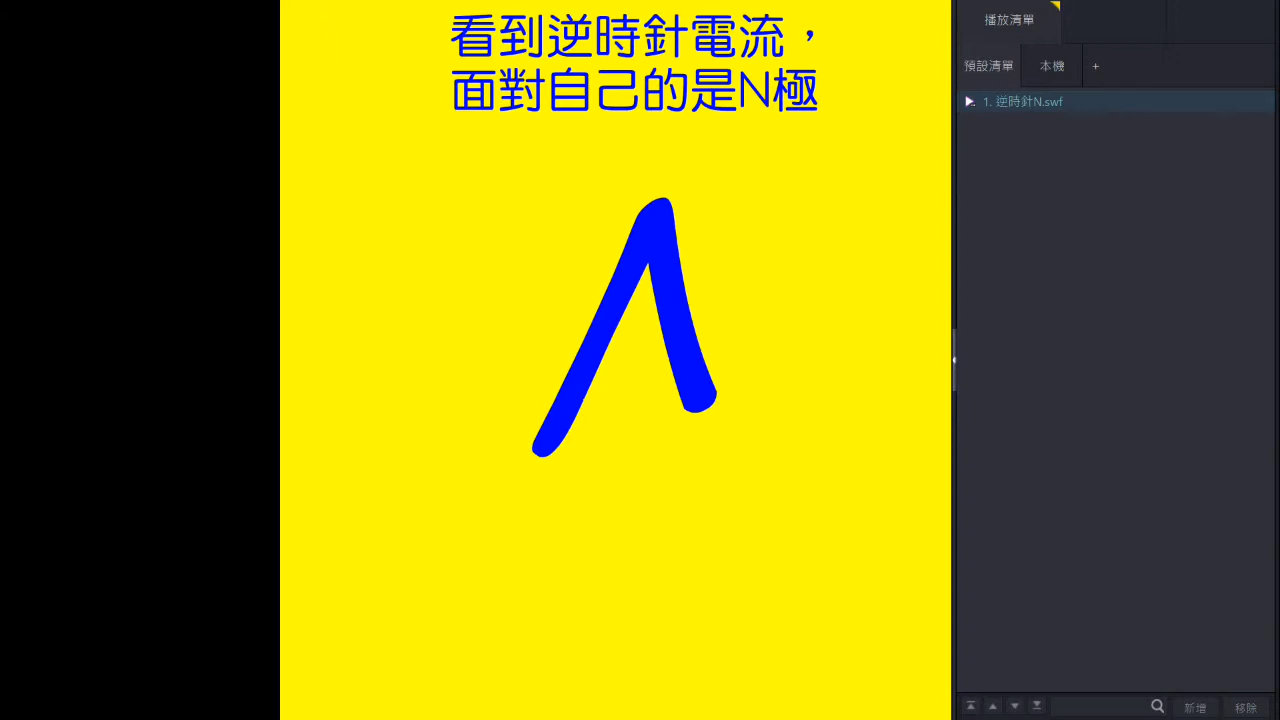 看到逆時針電流，
面對自己的是N極
播放清單
預設清單 本機 +
1. 逆時針N.swf
新增 移除